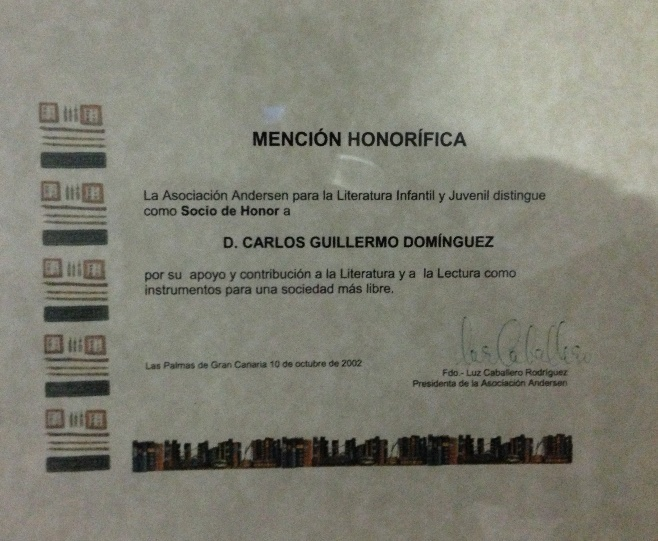 MENCIÓN HONORÍFICA
La Asociación Andersen para la Literatura Infantil y Juvenil distingue
como Socio de Honor a
D. CARLOS GUILLERMO DOMÍNGUEZ
por su apoyo y contribución a la Literatura y a la Lectura como
instrumentos para una sociedad más libre.
Luz Caballero
Las Palmas de Gran Canaria 10 de octubre de 2002
Fdo.- Luz Caballero Rodríguez
Presidenta de la Asociación Andersen